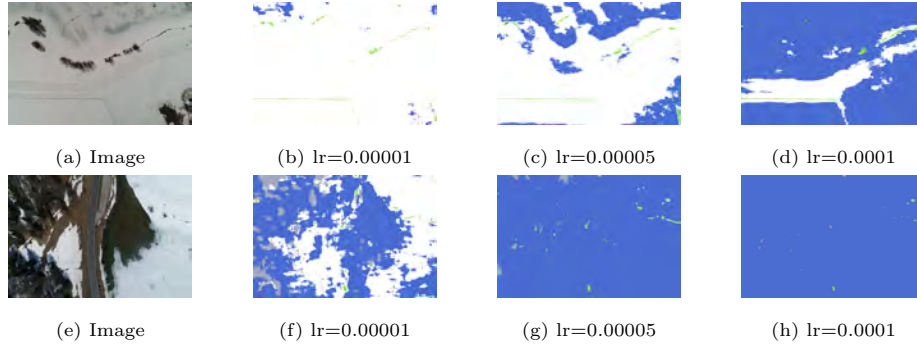 (a) Image
(b) lr=0.00001
(c) lr=0.00005
(d) lr=0.0001
(e) Image
(f) lr=0.00001
(g) lr=0.00005
(h) lr=0.0001